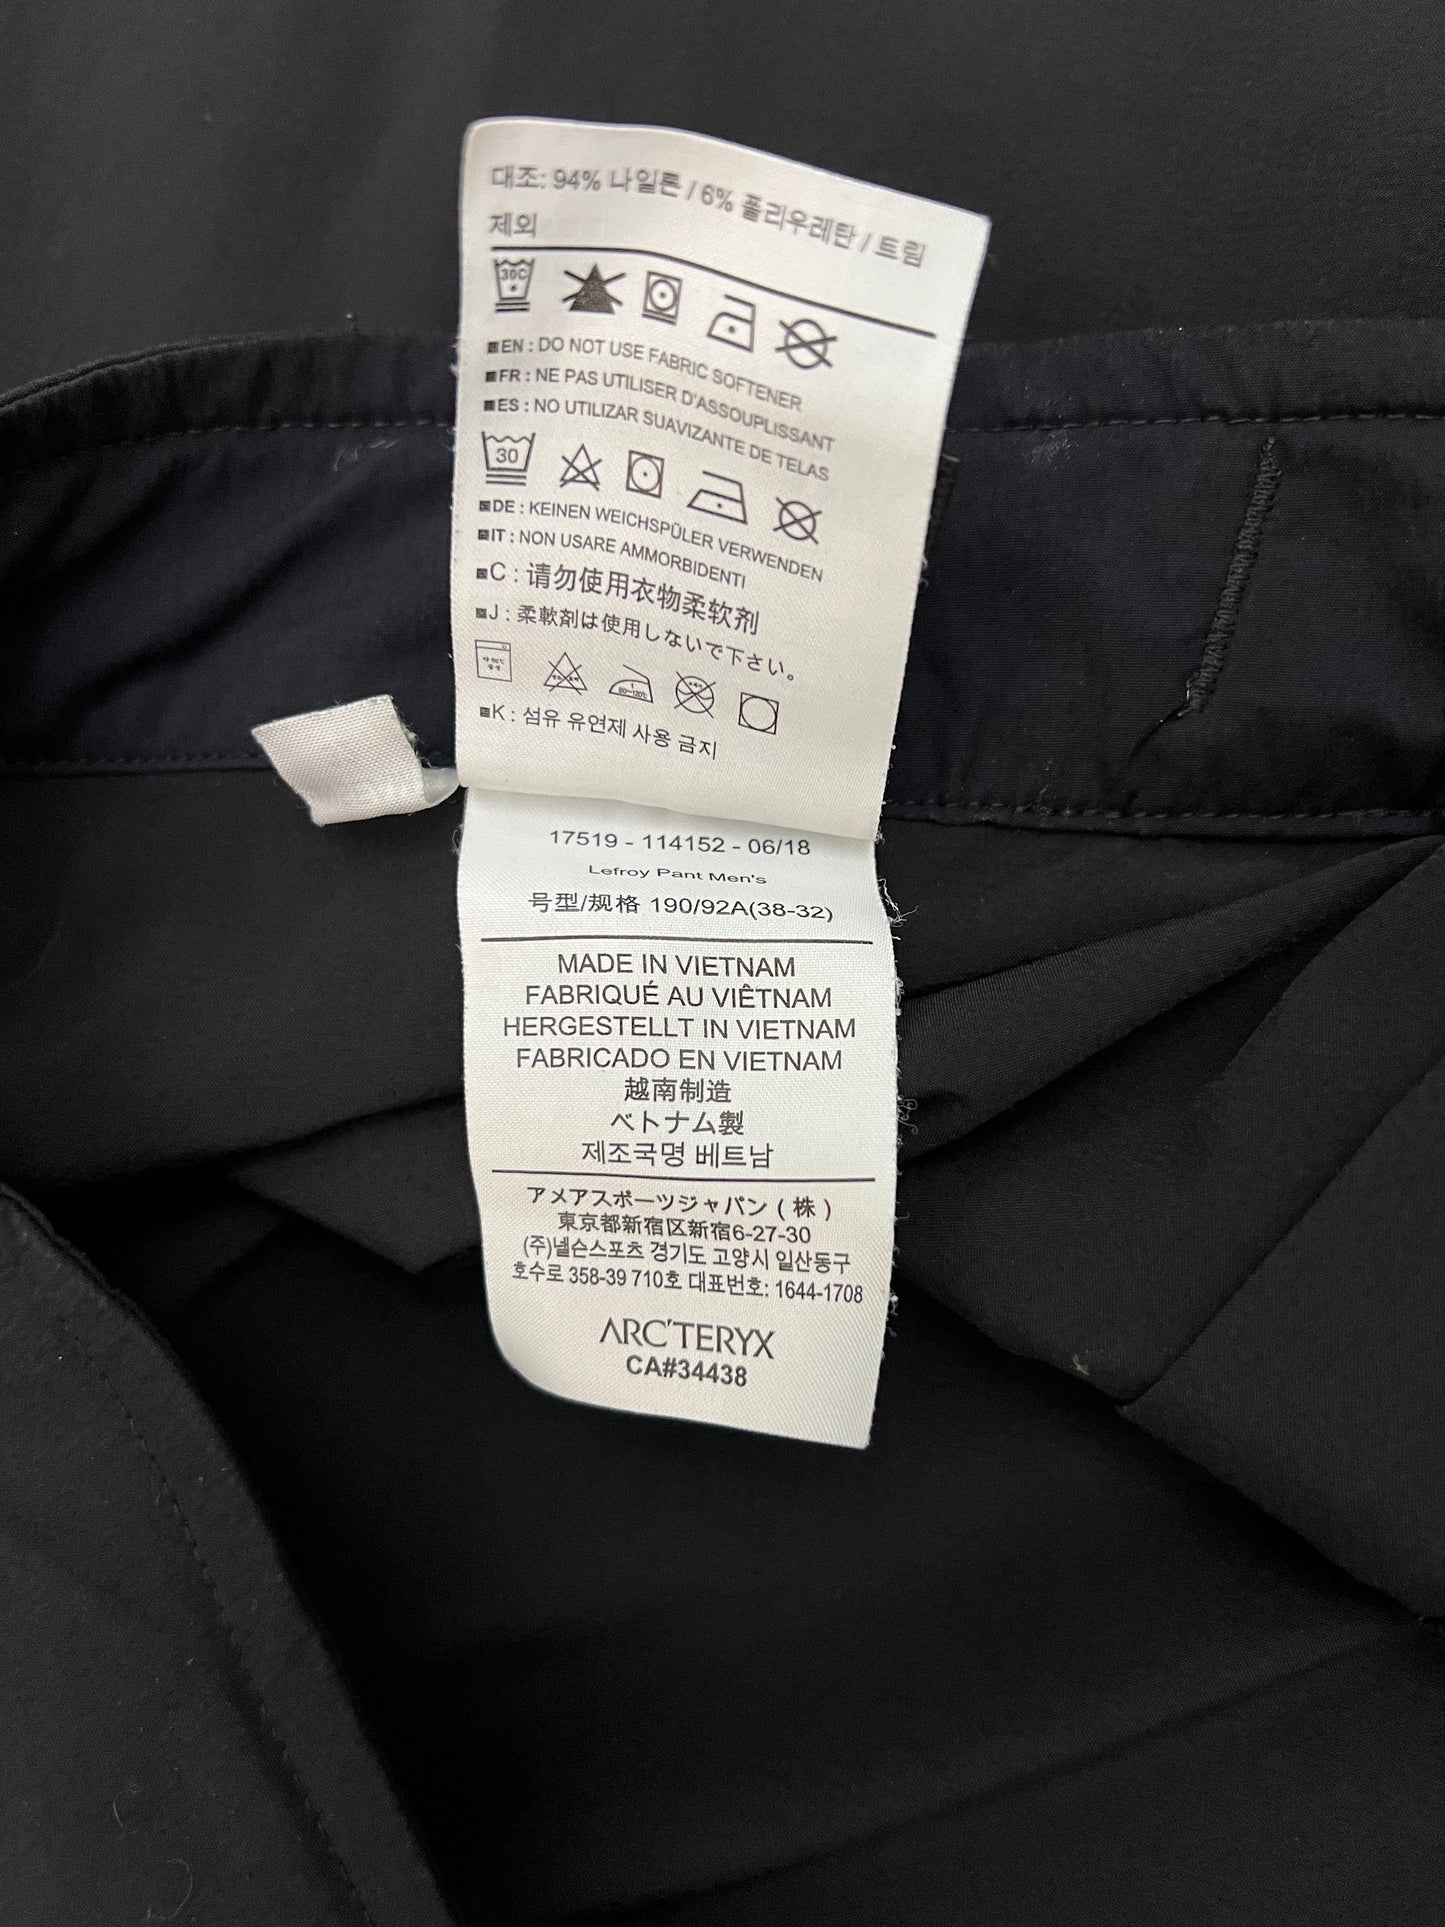 대조: 94% 나일론 / 6% 폴리우레탄 / 트림
제외
30C
EN : DO NOT USE FABRIC SOFTENER
FR : NE PAS UTILISER D'ASSOUPLISSANT
ES : NO UTILIZAR SUAVIZANTE DE TELAS
30
DE : KEINEN WEICHSPÜLER VERWENDEN
IT : NON USARE AMMORBIDENTI
C : 请勿使用衣物柔软剂
J : 柔軟剤は使用しないで下さい。
80~120℃
K : 섬유 유연제 사용 금지
17519 - 114152 - 06/18
Lefroy Pant Men's
号型/规格 190/92A(38-32)
MADE IN VIETNAM
FABRIQUÉ AU VIÊTNAM
HERGESTELLT IN VIETNAM
FABRICADO EN VIETNAM
越南制造
ベトナム製
제조국명 베트남
アメアスポーツジャパン ( 株 )
東京都新宿区新宿6-27-30
(주)넬슨스포츠 경기도 고양시 일산동구
호수로 358-39 710호 대표번호: 1644-1708
ARC'TERYX
CA#34438